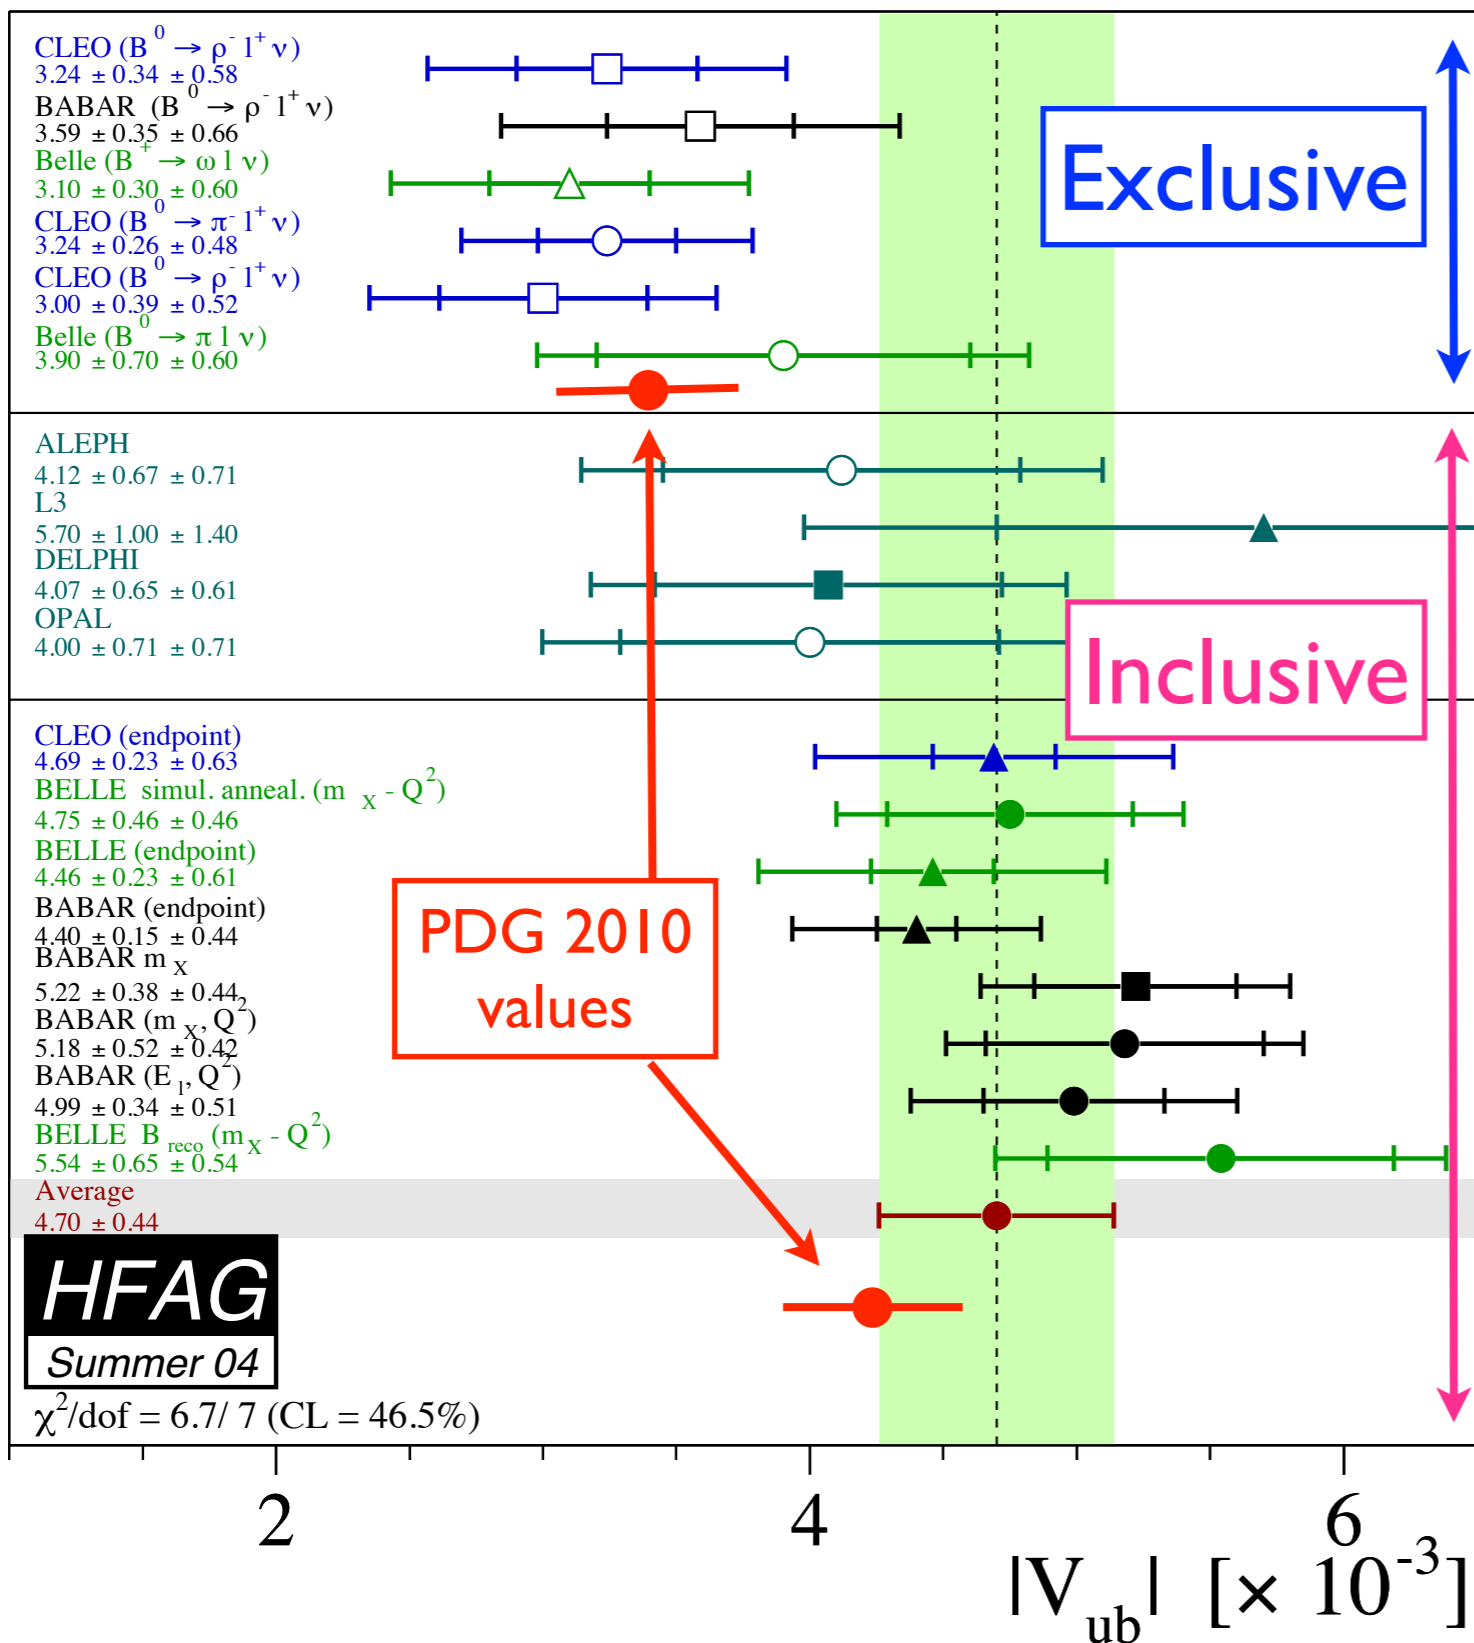 CLEO (B⁰ → ρ⁻ l⁺ ν)
3.24 ± 0.34 ± 0.58
BABAR (B⁰ → ρ⁻ l⁺ ν)
3.59 ± 0.35 ± 0.66
Belle (B⁺ → ω l ν)
3.10 ± 0.30 ± 0.60
CLEO (B⁰ → π⁻ l⁺ ν)
3.24 ± 0.26 ± 0.48
CLEO (B⁰ → ρ⁻ l⁺ ν)
3.00 ± 0.39 ± 0.52
Belle (B⁰ → π l ν)
3.90 ± 0.70 ± 0.60
Exclusive
ALEPH
4.12 ± 0.67 ± 0.71
L3
5.70 ± 1.00 ± 1.40
DELPHI
4.07 ± 0.65 ± 0.61
OPAL
4.00 ± 0.71 ± 0.71
Inclusive
CLEO (endpoint)
4.69 ± 0.23 ± 0.63
BELLE simul. anneal. (m_X - Q²)
4.75 ± 0.46 ± 0.46
BELLE (endpoint)
4.46 ± 0.23 ± 0.61
BABAR (endpoint)
4.40 ± 0.15 ± 0.44
BABAR m_X
5.22 ± 0.38 ± 0.44
BABAR (m_X, Q²)
5.18 ± 0.52 ± 0.42
BABAR (E_l, Q²)
4.99 ± 0.34 ± 0.51
BELLE B_reco (m_X - Q²)
5.54 ± 0.65 ± 0.54
Average
4.70 ± 0.44
PDG 2010
values
HFAG
Summer 04
χ²/dof = 6.7/ 7 (CL = 46.5%)
2 4 6
|V_ub| [× 10⁻³]